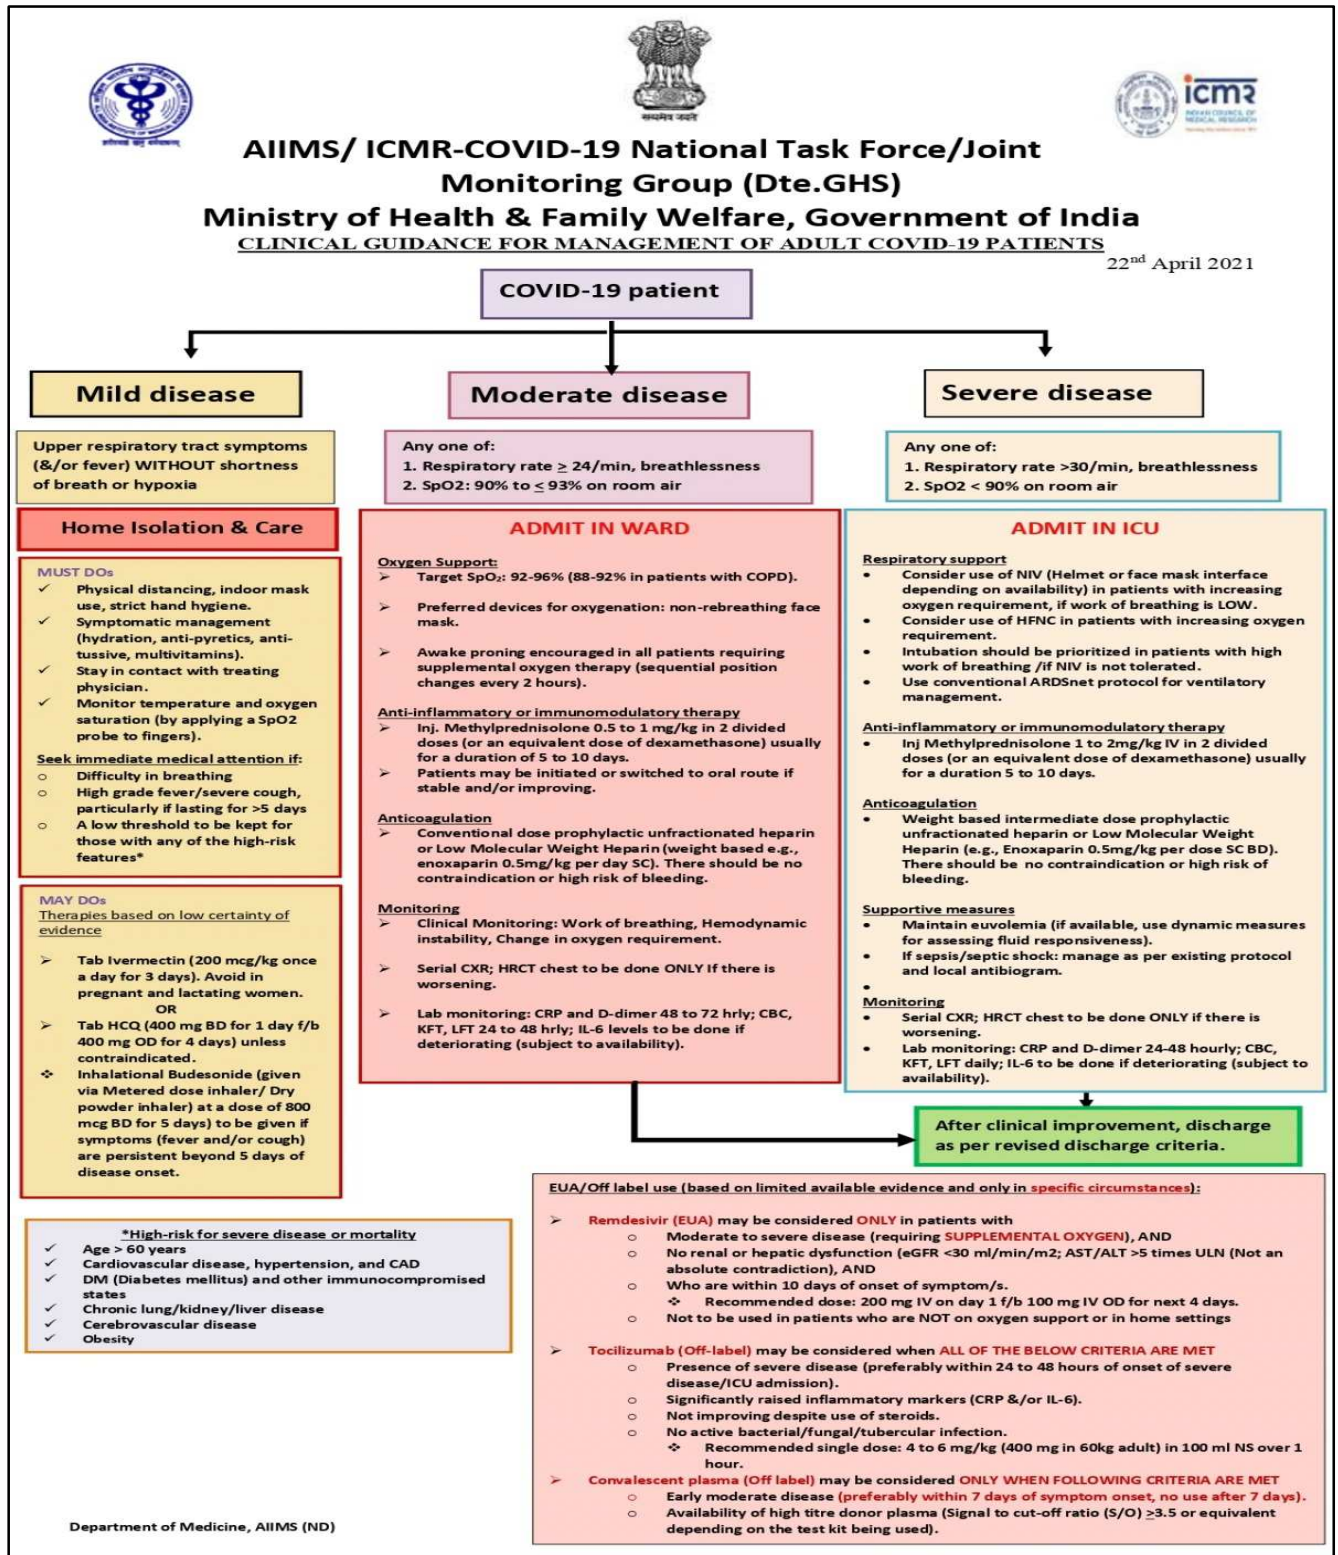 सत्यमेव जयते
icmr
INDIAN COUNCIL OF
MEDICAL RESEARCH
AIIMS/ ICMR-COVID-19 National Task Force/Joint
Monitoring Group (Dte.GHS)
Ministry of Health & Family Welfare, Government of India
CLINICAL GUIDANCE FOR MANAGEMENT OF ADULT COVID-19 PATIENTS
22nd April 2021
COVID-19 patient
Mild disease
Upper respiratory tract symptoms
(&/or fever) WITHOUT shortness
of breath or hypoxia
Home Isolation & Care
MUST DOs
✓ Physical distancing, indoor mask
use, strict hand hygiene.
✓ Symptomatic management
(hydration, anti-pyretics, anti-
tussive, multivitamins).
✓ Stay in contact with treating
physician.
✓ Monitor temperature and oxygen
saturation (by applying a SpO2
probe to fingers).
Seek immediate medical attention if:
o Difficulty in breathing
o High grade fever/severe cough,
particularly if lasting for >5 days
o A low threshold to be kept for
those with any of the high-risk
features*
MAY DOs
Therapies based on low certainty of
evidence
➢ Tab Ivermectin (200 mcg/kg once
a day for 3 days). Avoid in
pregnant and lactating women.
OR
➢ Tab HCQ (400 mg BD for 1 day f/b
400 mg OD for 4 days) unless
contraindicated.
❖ Inhalational Budesonide (given
via Metered dose inhaler/ Dry
powder inhaler) at a dose of 800
mcg BD for 5 days) to be given if
symptoms (fever and/or cough)
are persistent beyond 5 days of
disease onset.
Moderate disease
Any one of:
1. Respiratory rate ≥ 24/min, breathlessness
2. SpO2: 90% to ≤ 93% on room air
ADMIT IN WARD
Oxygen Support:
➢ Target SpO₂: 92-96% (88-92% in patients with COPD).
➢ Preferred devices for oxygenation: non-rebreathing face
mask.
➢ Awake proning encouraged in all patients requiring
supplemental oxygen therapy (sequential position
changes every 2 hours).
Anti-inflammatory or immunomodulatory therapy
➢ Inj. Methylprednisolone 0.5 to 1 mg/kg in 2 divided
doses (or an equivalent dose of dexamethasone) usually
for a duration of 5 to 10 days.
➢ Patients may be initiated or switched to oral route if
stable and/or improving.
Anticoagulation
➢ Conventional dose prophylactic unfractionated heparin
or Low Molecular Weight Heparin (weight based e.g.,
enoxaparin 0.5mg/kg per day SC). There should be no
contraindication or high risk of bleeding.
Monitoring
➢ Clinical Monitoring: Work of breathing, Hemodynamic
instability, Change in oxygen requirement.
➢ Serial CXR; HRCT chest to be done ONLY If there is
worsening.
➢ Lab monitoring: CRP and D-dimer 48 to 72 hrly; CBC,
KFT, LFT 24 to 48 hrly; IL-6 levels to be done if
deteriorating (subject to availability).
Severe disease
Any one of:
1. Respiratory rate >30/min, breathlessness
2. SpO2 < 90% on room air
ADMIT IN ICU
Respiratory support
• Consider use of NIV (Helmet or face mask interface
depending on availability) in patients with increasing
oxygen requirement, if work of breathing is LOW.
• Consider use of HFNC in patients with increasing oxygen
requirement.
• Intubation should be prioritized in patients with high
work of breathing /if NIV is not tolerated.
• Use conventional ARDSnet protocol for ventilatory
management.
Anti-inflammatory or immunomodulatory therapy
• Inj Methylprednisolone 1 to 2mg/kg IV in 2 divided
doses (or an equivalent dose of dexamethasone) usually
for a duration 5 to 10 days.
Anticoagulation
• Weight based intermediate dose prophylactic
unfractionated heparin or Low Molecular Weight
Heparin (e.g., Enoxaparin 0.5mg/kg per dose SC BD).
There should be no contraindication or high risk of
bleeding.
Supportive measures
• Maintain euvolemia (if available, use dynamic measures
for assessing fluid responsiveness).
• If sepsis/septic shock: manage as per existing protocol
and local antibiogram.
•
Monitoring
• Serial CXR; HRCT chest to be done ONLY if there is
worsening.
• Lab monitoring: CRP and D-dimer 24-48 hourly; CBC,
KFT, LFT daily; IL-6 to be done if deteriorating (subject to
availability).
After clinical improvement, discharge
as per revised discharge criteria.
*High-risk for severe disease or mortality
✓ Age > 60 years
✓ Cardiovascular disease, hypertension, and CAD
✓ DM (Diabetes mellitus) and other immunocompromised
states
✓ Chronic lung/kidney/liver disease
✓ Cerebrovascular disease
✓ Obesity
EUA/Off label use (based on limited available evidence and only in specific circumstances):
➢ Remdesivir (EUA) may be considered ONLY in patients with
o Moderate to severe disease (requiring SUPPLEMENTAL OXYGEN), AND
o No renal or hepatic dysfunction (eGFR <30 ml/min/m2; AST/ALT >5 times ULN (Not an
absolute contradiction), AND
o Who are within 10 days of onset of symptom/s.
❖ Recommended dose: 200 mg IV on day 1 f/b 100 mg IV OD for next 4 days.
o Not to be used in patients who are NOT on oxygen support or in home settings
➢ Tocilizumab (Off-label) may be considered when ALL OF THE BELOW CRITERIA ARE MET
o Presence of severe disease (preferably within 24 to 48 hours of onset of severe
disease/ICU admission).
o Significantly raised inflammatory markers (CRP &/or IL-6).
o Not improving despite use of steroids.
o No active bacterial/fungal/tubercular infection.
❖ Recommended single dose: 4 to 6 mg/kg (400 mg in 60kg adult) in 100 ml NS over 1
hour.
➢ Convalescent plasma (Off label) may be considered ONLY WHEN FOLLOWING CRITERIA ARE MET
o Early moderate disease (preferably within 7 days of symptom onset, no use after 7 days).
o Availability of high titre donor plasma (Signal to cut-off ratio (S/O) ≥3.5 or equivalent
depending on the test kit being used).
Department of Medicine, AIIMS (ND)